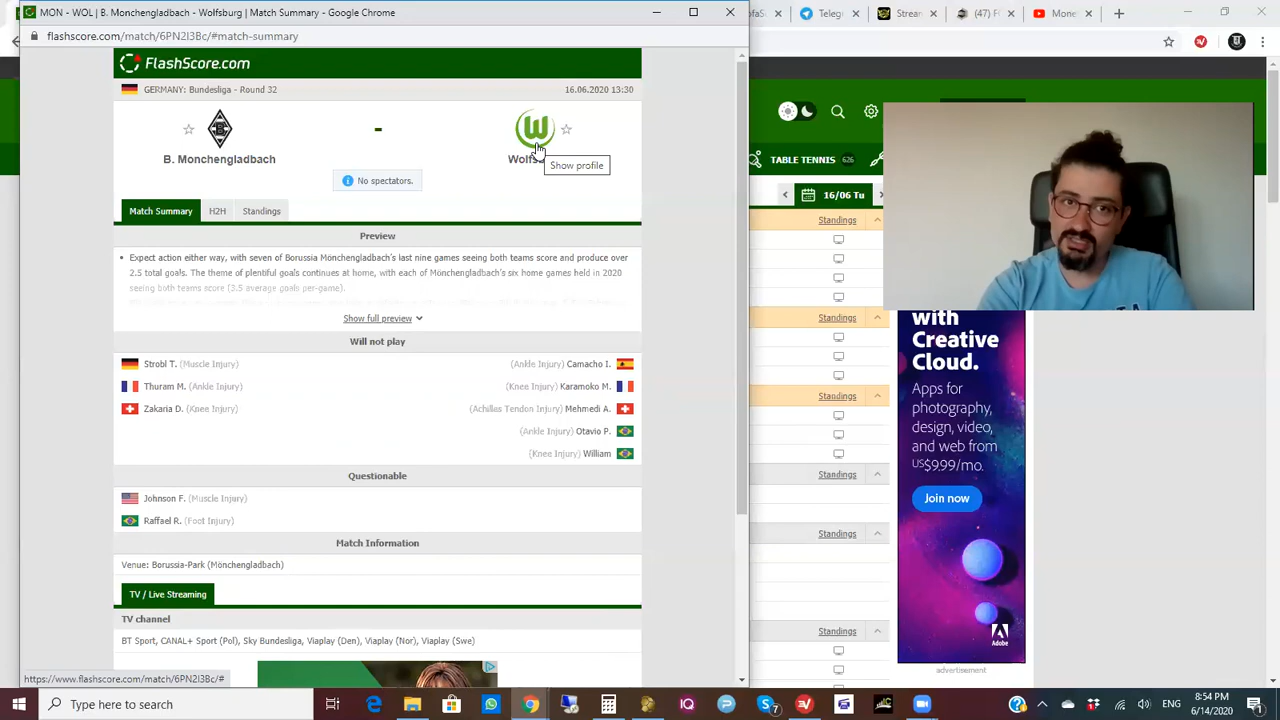 MON - WOL | B. Monchengladbach - Wolfsburg | Match Summary - Google Chrome
Telegr
Stream
(47) F
Mone
flashscore.com/match/6PN2I3Bc/#match-summary
FlashScore.com
GERMANY: Bundesliga - Round 32
16.06.2020 13:30
-
B. Monchengladbach
Wolfs
Show profile
No spectators.
TABLE TENNIS 626
16/06 Tu
Match Summary
H2H
Standings
Preview
• Expect action either way, with seven of Borussia Mönchengladbach's last nine games seeing both teams score and produce over
2.5 total goals. The theme of plentiful goals continues at home, with each of Mönchengladbach's six home games held in 2020
seeing both teams score (3.5 average goals per-game).
Show full preview
Will not play
Strobl T. (Muscle Injury)
(Ankle Injury) Camacho I.
Thuram M. (Ankle Injury)
(Knee Injury) Karamoko M.
Zakaria D. (Knee Injury)
(Achilles Tendon Injury) Mehmedi A.
(Ankle Injury) Otavio P.
(Knee Injury) William
Questionable
Johnson F. (Muscle Injury)
Raffael R. (Foot Injury)
Match Information
Venue: Borussia-Park (Mönchengladbach)
TV / Live Streaming
TV channel
BT Sport, CANAL+ Sport (Pol), Sky Bundesliga, Viaplay (Den), Viaplay (Nor), Viaplay (Swe)
https://www.flashscore.com/match/6PN2I3Bc/#
Standings
Standings
Standings
Standings
Standings
Standings
with
Creative
Cloud.
Apps for
photography,
design, video,
and web from
US$9.99/mo.
Join now
Adobe
advertisement
Type here to search
8:54 PM
6/14/2020